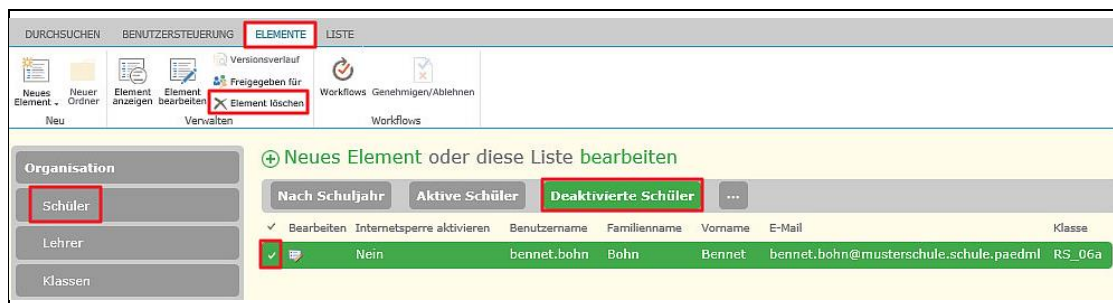 DURCHSUCHEN BENUTZERSTEUERUNG ELEMENTE LISTE
Neues Element Neuer Ordner Element anzeigen Element bearbeiten Versionsverlauf
Freigegeben für
Element löschen
Workflows Genehmigen/Ablehnen
Neu Verwalten Workflows
Organisation
Schüler
Lehrer
Klassen
Neues Element oder diese Liste bearbeiten
Nach Schuljahr Aktive Schüler Deaktivierte Schüler ...
Bearbeiten Internetsperre aktivieren Benutzername Familienname Vorname E-Mail Klasse
Nein bennet.bohn Bohn Bennet bennet.bohn@musterschule.schule.paedml RS_06a